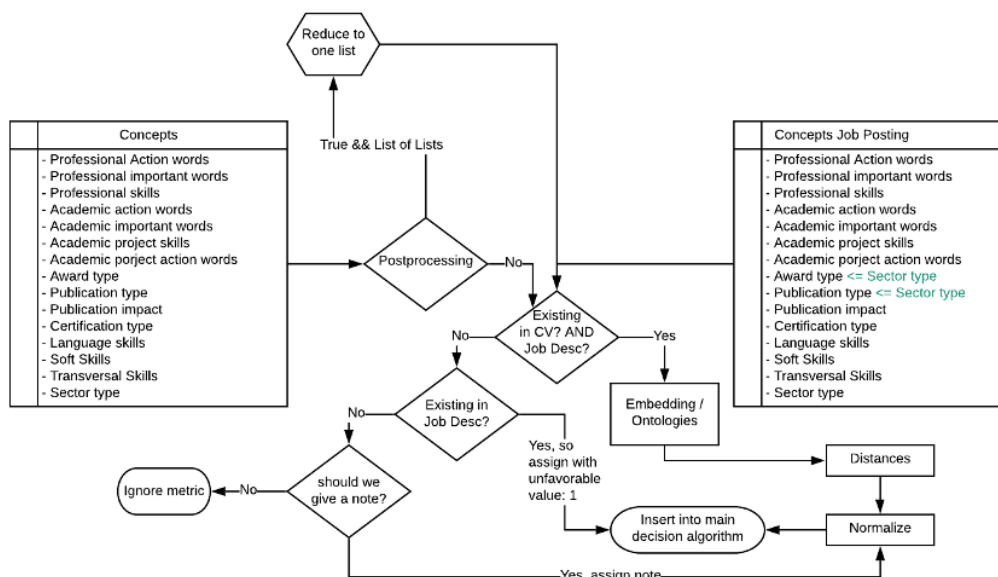 Reduce to
one list
True && List of Lists
Concepts
- Professional Action words
- Professional important words
- Professional skills
- Academic action words
- Academic important words
- Academic project skills
- Academic porject action words
- Award type
- Publication type
- Publication impact
- Certification type
- Language skills
- Soft Skills
- Transversal Skills
- Sector type
Postprocessing
No
Concepts Job Posting
- Professional Action words
- Professional important words
- Professional skills
- Academic action words
- Academic important words
- Academic project skills
- Academic porject action words
- Award type <= Sector type
- Publication type <= Sector type
- Publication impact
- Certification type
- Language skills
- Soft Skills
- Transversal Skills
- Sector type
Existing
in CV? AND
Job Desc?
No
Yes
Existing in
Job Desc?
No
Yes, so
assign with
unfavorable
value: 1
Embedding /
Ontologies
Distances
Normalize
should we
give a note?
No
Ignore metric
Insert into main
decision algorithm
Yes, assign note